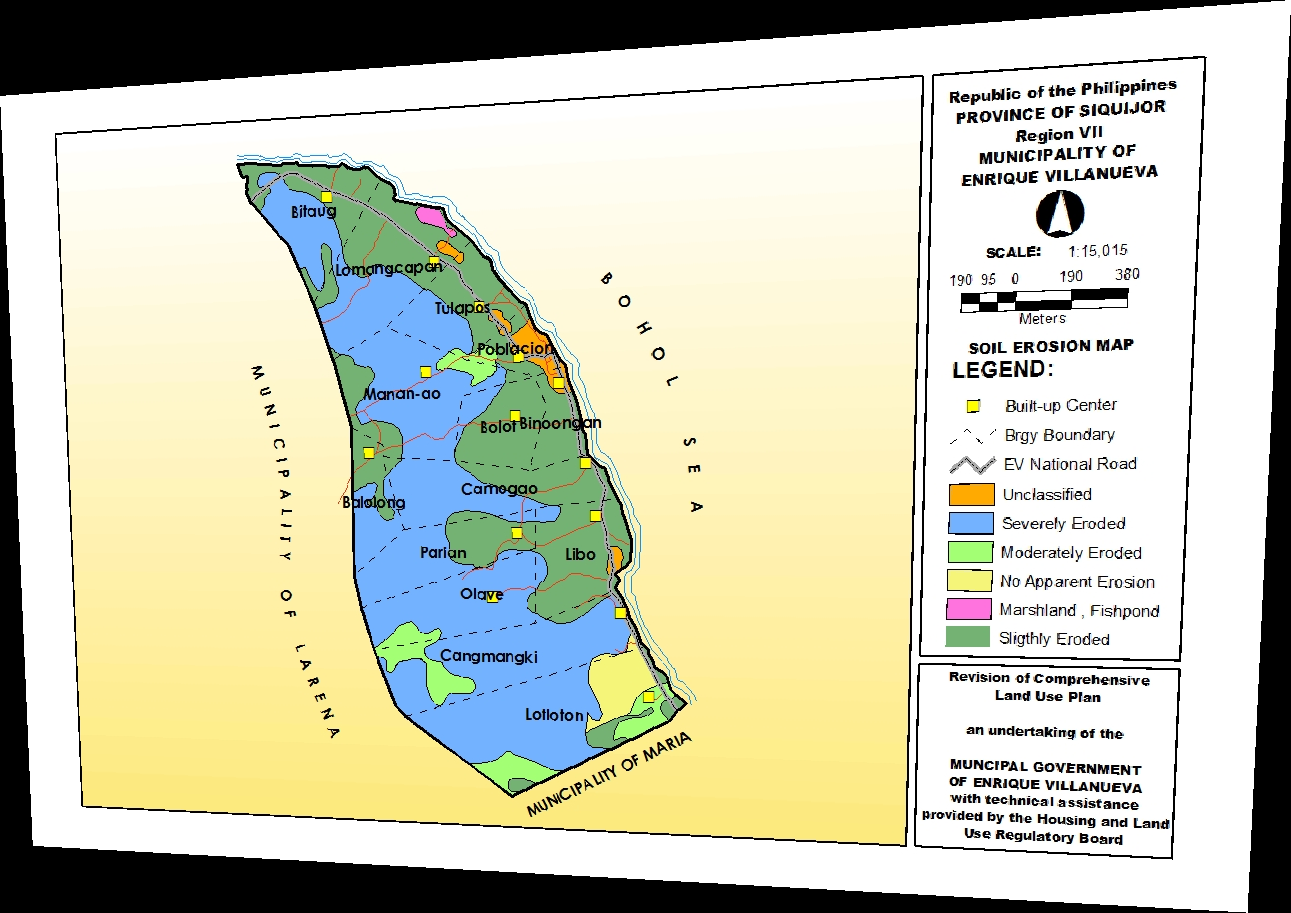 Republic of the Philippines
PROVINCE OF SIQUIJOR
Region VII
MUNICIPALITY OF
ENRIQUE VILLANUEVA
SCALE: 1:15,015
190 95 0 190 380
Meters
SOIL EROSION MAP
LEGEND:
Built-up Center
Brgy Boundary
EV National Road
Unclassified
Severely Eroded
Moderately Eroded
No Apparent Erosion
Marshland , Fishpond
Sligthly Eroded
Revision of Comprehensive
Land Use Plan
an undertaking of the
MUNCIPAL GOVERNMENT
OF ENRIQUE VILLANUEVA
with technical assistance
provided by the Housing and Land
Use Regulatory Board
Bitaug
Lomangcapan
Tulapos
Poblacion
Manan-ao
Bolot
Binoongan
Camogao
Balolong
Parian
Libo
Olave
Cangmangki
Lotloton
BOHOL SEA
MUNICIPALITY OF LARENA
MUNICIPALITY OF MARIA